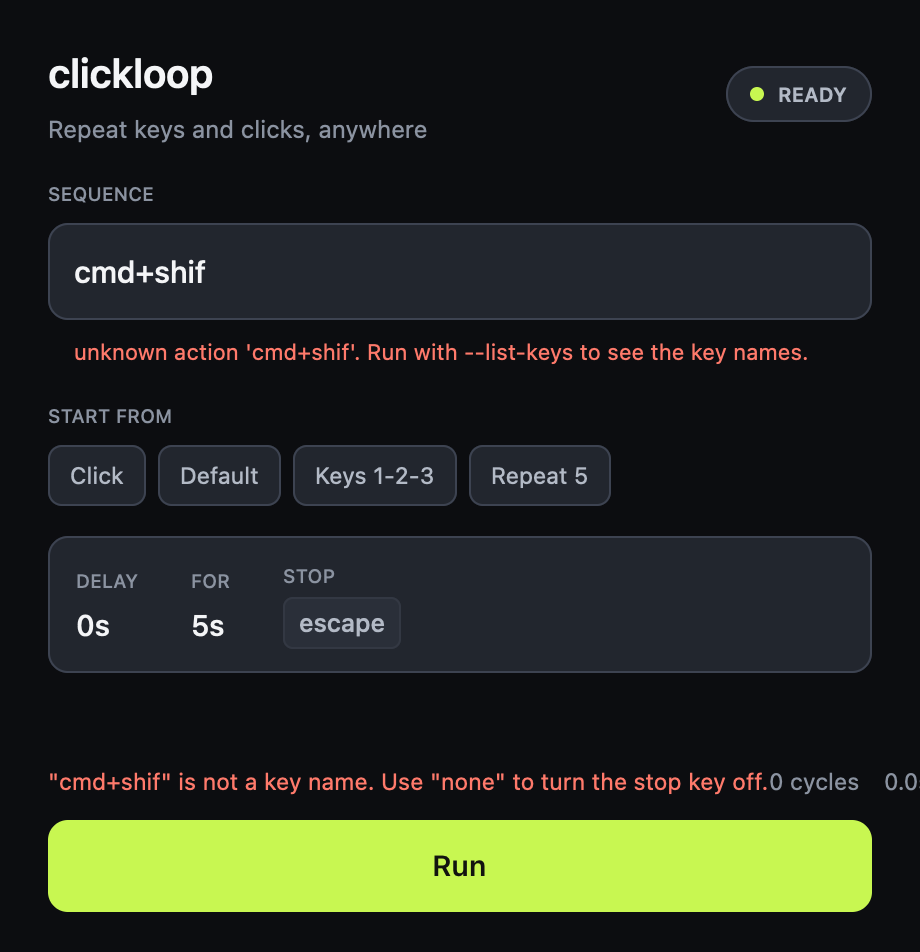 clickloop
READY
Repeat keys and clicks, anywhere
SEQUENCE
cmd+shif
unknown action 'cmd+shif'. Run with --list-keys to see the key names.
START FROM
Click Default Keys 1-2-3 Repeat 5
DELAY FOR STOP
0s 5s escape
"cmd+shif" is not a key name. Use "none" to turn the stop key off.0 cycles 0.0
Run